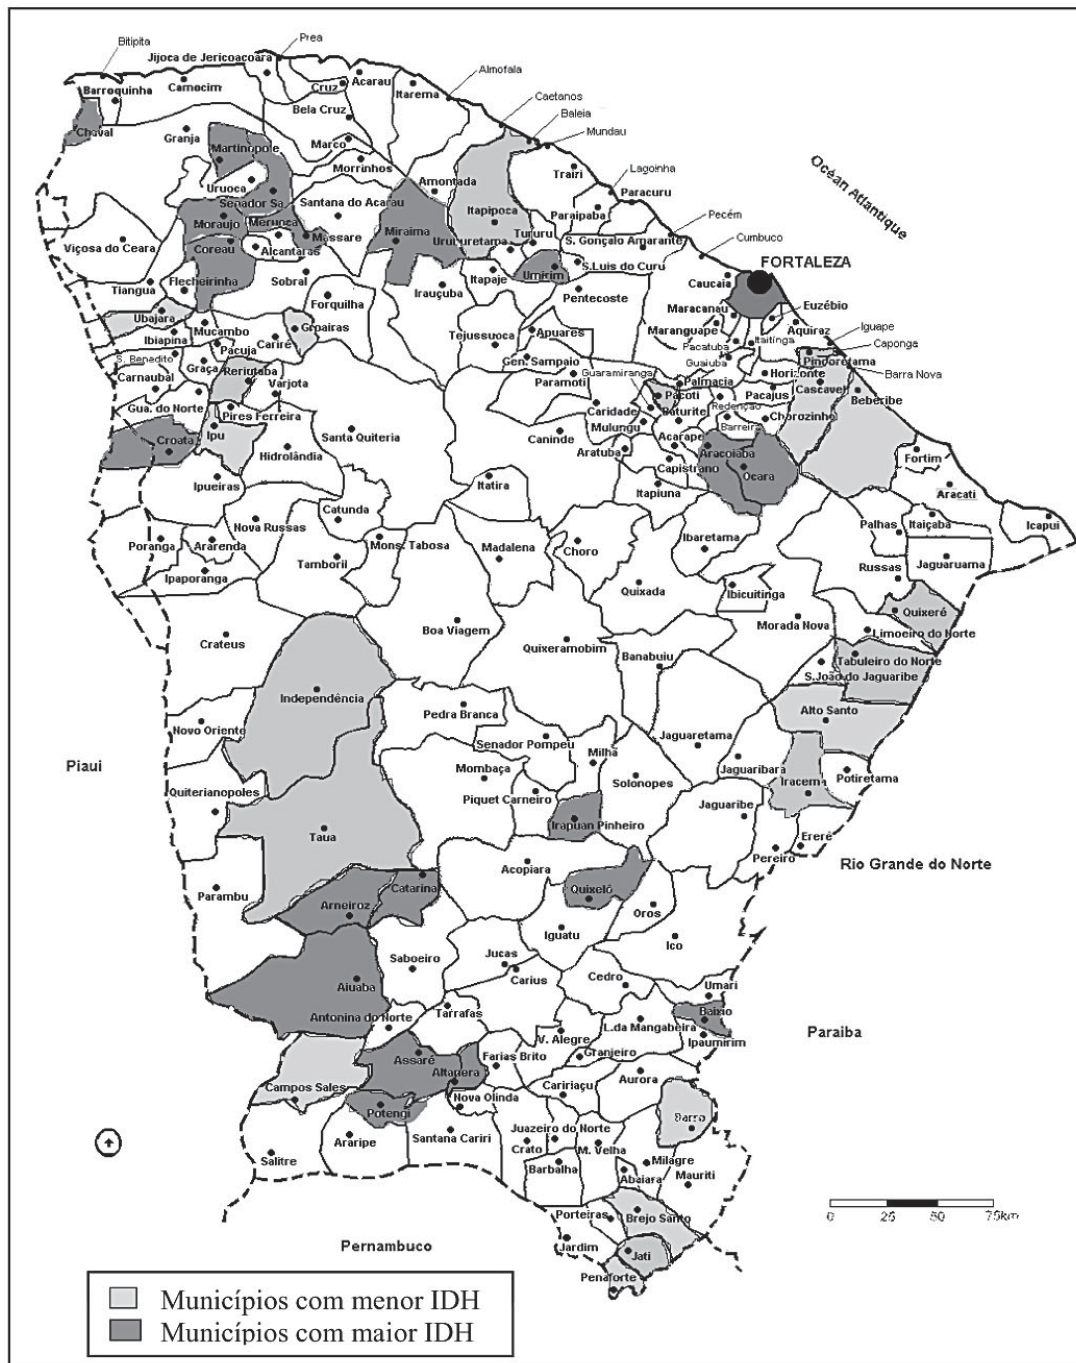 Bitipita
Prea
Jijoca de Jericoacoara
Almofala
Barroquinha
Camocim
Cruz
Acarau
Itarema
Caetanos
Bela Cruz
Baleia
Chaval
Mundau
Granja
Marco
Martinopole
Morrinhos
Lagoinha
Trairi
Océan Atlantique
Uruoca
Amontada
Paracuru
Senador Sa
Santana do Acarau
Paraipaba
Moraujo
Meruoca
Massare
Itapipoca
Pecém
Miraima
Tururu
Uruburetama
S. Gonçalo Amarante
Cumbuco
Viçosa do Ceara
Coreau
Alcantaras
FORTALEZA
Umirim
S.Luis do Curu
Caucaia
Tiangua
Flecheirinha
Sobral
Itapaje
Irauçuba
Pentecoste
Forquilha
Maracanau
Euzébio
Ubajara
Mucambo
Groairas
Tejussuoca
Apuares
Maranguape
Aquiraz
Iguape
Ibiapina
Cariré
Pacatuba
Itaitinga
Caponga
S. Benedito
Pacuja
Gen. Sampaio
Guaiuba
Pindoretama
Graça
Reriutaba
Guaramiranga
Horizonte
Barra Nova
Carnaubal
Varjota
Paramoti
Palmacia
Cascavel
Gua. do Norte
Pacoti
Pacajus
Beberibe
Pires Ferreira
Caridade
Redenção
Baturite
Chorozinho
Ipu
Mulungu
Barreira
Croata
Santa Quiteria
Caninde
Acarape
Aratuba
Aracoiaba
Hidrolândia
Capistrano
Ocara
Fortim
Ipueiras
Itatira
Itapiuna
Aracati
Catunda
Nova Russas
Palhas
Itaiçaba
Icapui
Poranga
Ararenda
Mons. Tabosa
Madalena
Choro
Ibaretama
Tamboril
Jaguaruama
Ipaporanga
Russas
Quixada
Ibicuitinga
Quixeré
Crateus
Boa Viagem
Quixeramobim
Morada Nova
Limoeiro do Norte
Banabuiu
Tabuleiro do Norte
S.João do Jaguaribe
Independência
Pedra Branca
Alto Santo
Novo Oriente
Senador Pompeu
Jaguaretama
Milhã
Piaui
Mombaça
Solonopes
Jaguaribara
Iracema
Potiretama
Quiterianopoles
Piquet Carneiro
Jaguaribe
Irapuan Pinheiro
Taua
Ereré
Pereiro
Rio Grande do Norte
Acopiara
Parambu
Catarina
Quixelô
Arneiroz
Oros
Iguatu
Ico
Saboeiro
Jucas
Carius
Cedro
Aiuaba
Umari
Antonina do Norte
Tarrafas
Baixio
L.da Mangabeira
Paraiba
V. Alegre
Ipaumirim
Assaré
Farias Brito
Granjeiro
Altanera
Aurora
Campos Sales
Caririaçu
Nova Olinda
Potengi
Barro
Juazeiro do Norte
Araripe
Santana Cariri
Crato
M. Velha
Salitre
Barbalha
Milagre
Abaiara
Mauriti
Porteiras
Brejo Santo
0 25 50 75km
Pernambuco
Jardim
Jati
Penaforte
Municípios com menor IDH
Municípios com maior IDH